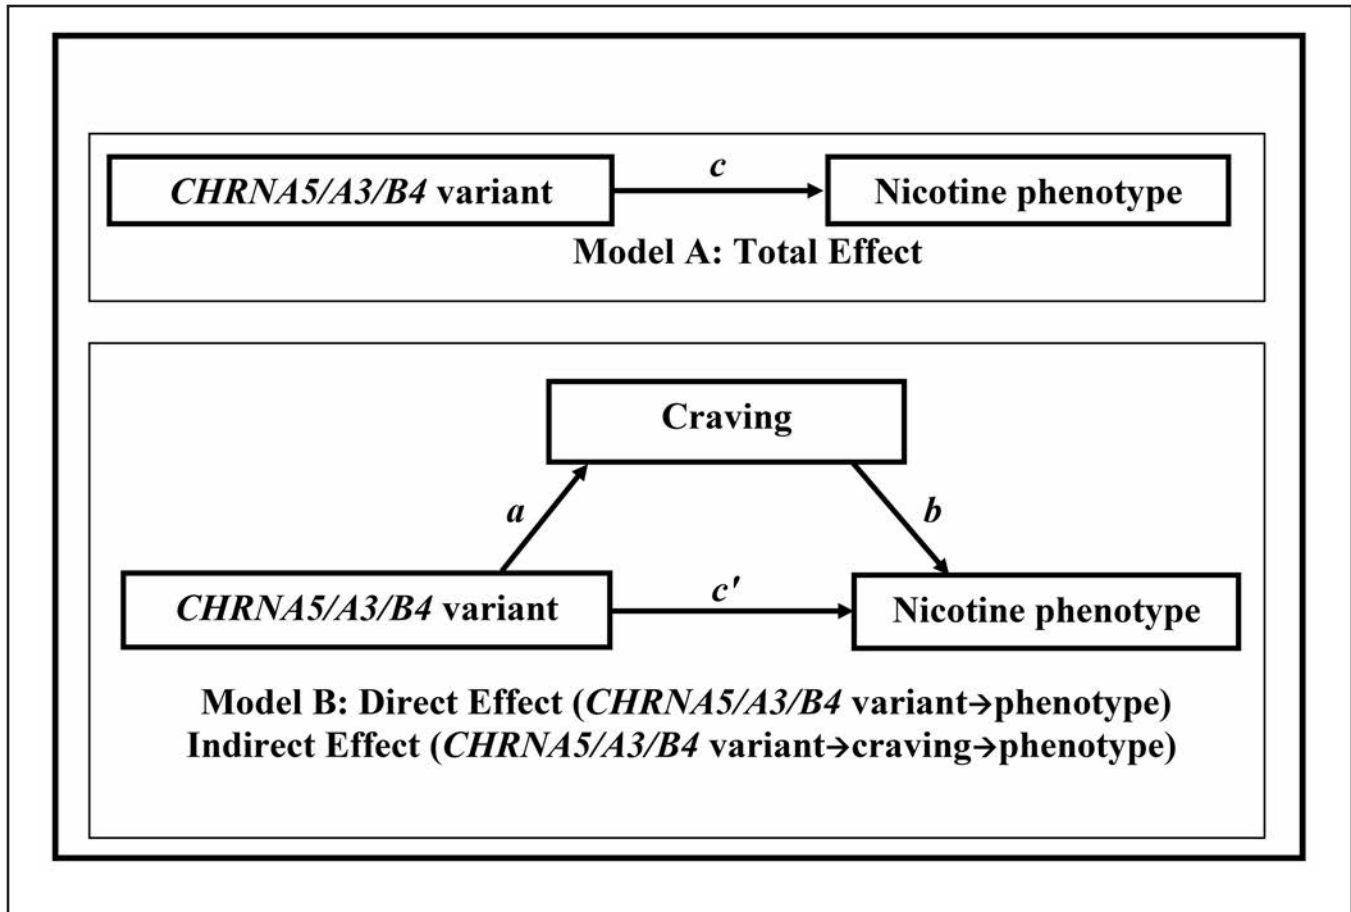 c
CHRNA5/A3/B4 variant
Nicotine phenotype
Model A: Total Effect
Craving
a
b
CHRNA5/A3/B4 variant
c'
Nicotine phenotype
Model B: Direct Effect (CHRNA5/A3/B4 variant→phenotype)
Indirect Effect (CHRNA5/A3/B4 variant→craving→phenotype)